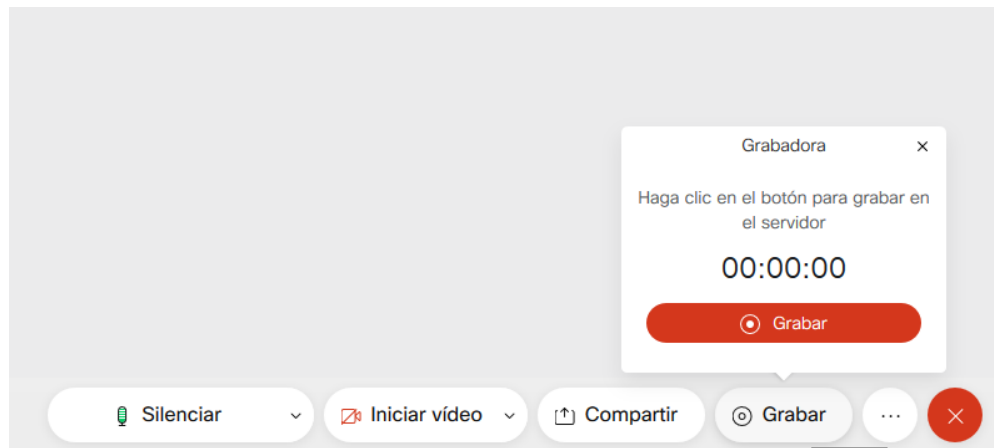 Grabadora
Haga clic en el botón para grabar en
el servidor
00:00:00
Grabar
Silenciar
Iniciar vídeo
Compartir
Grabar